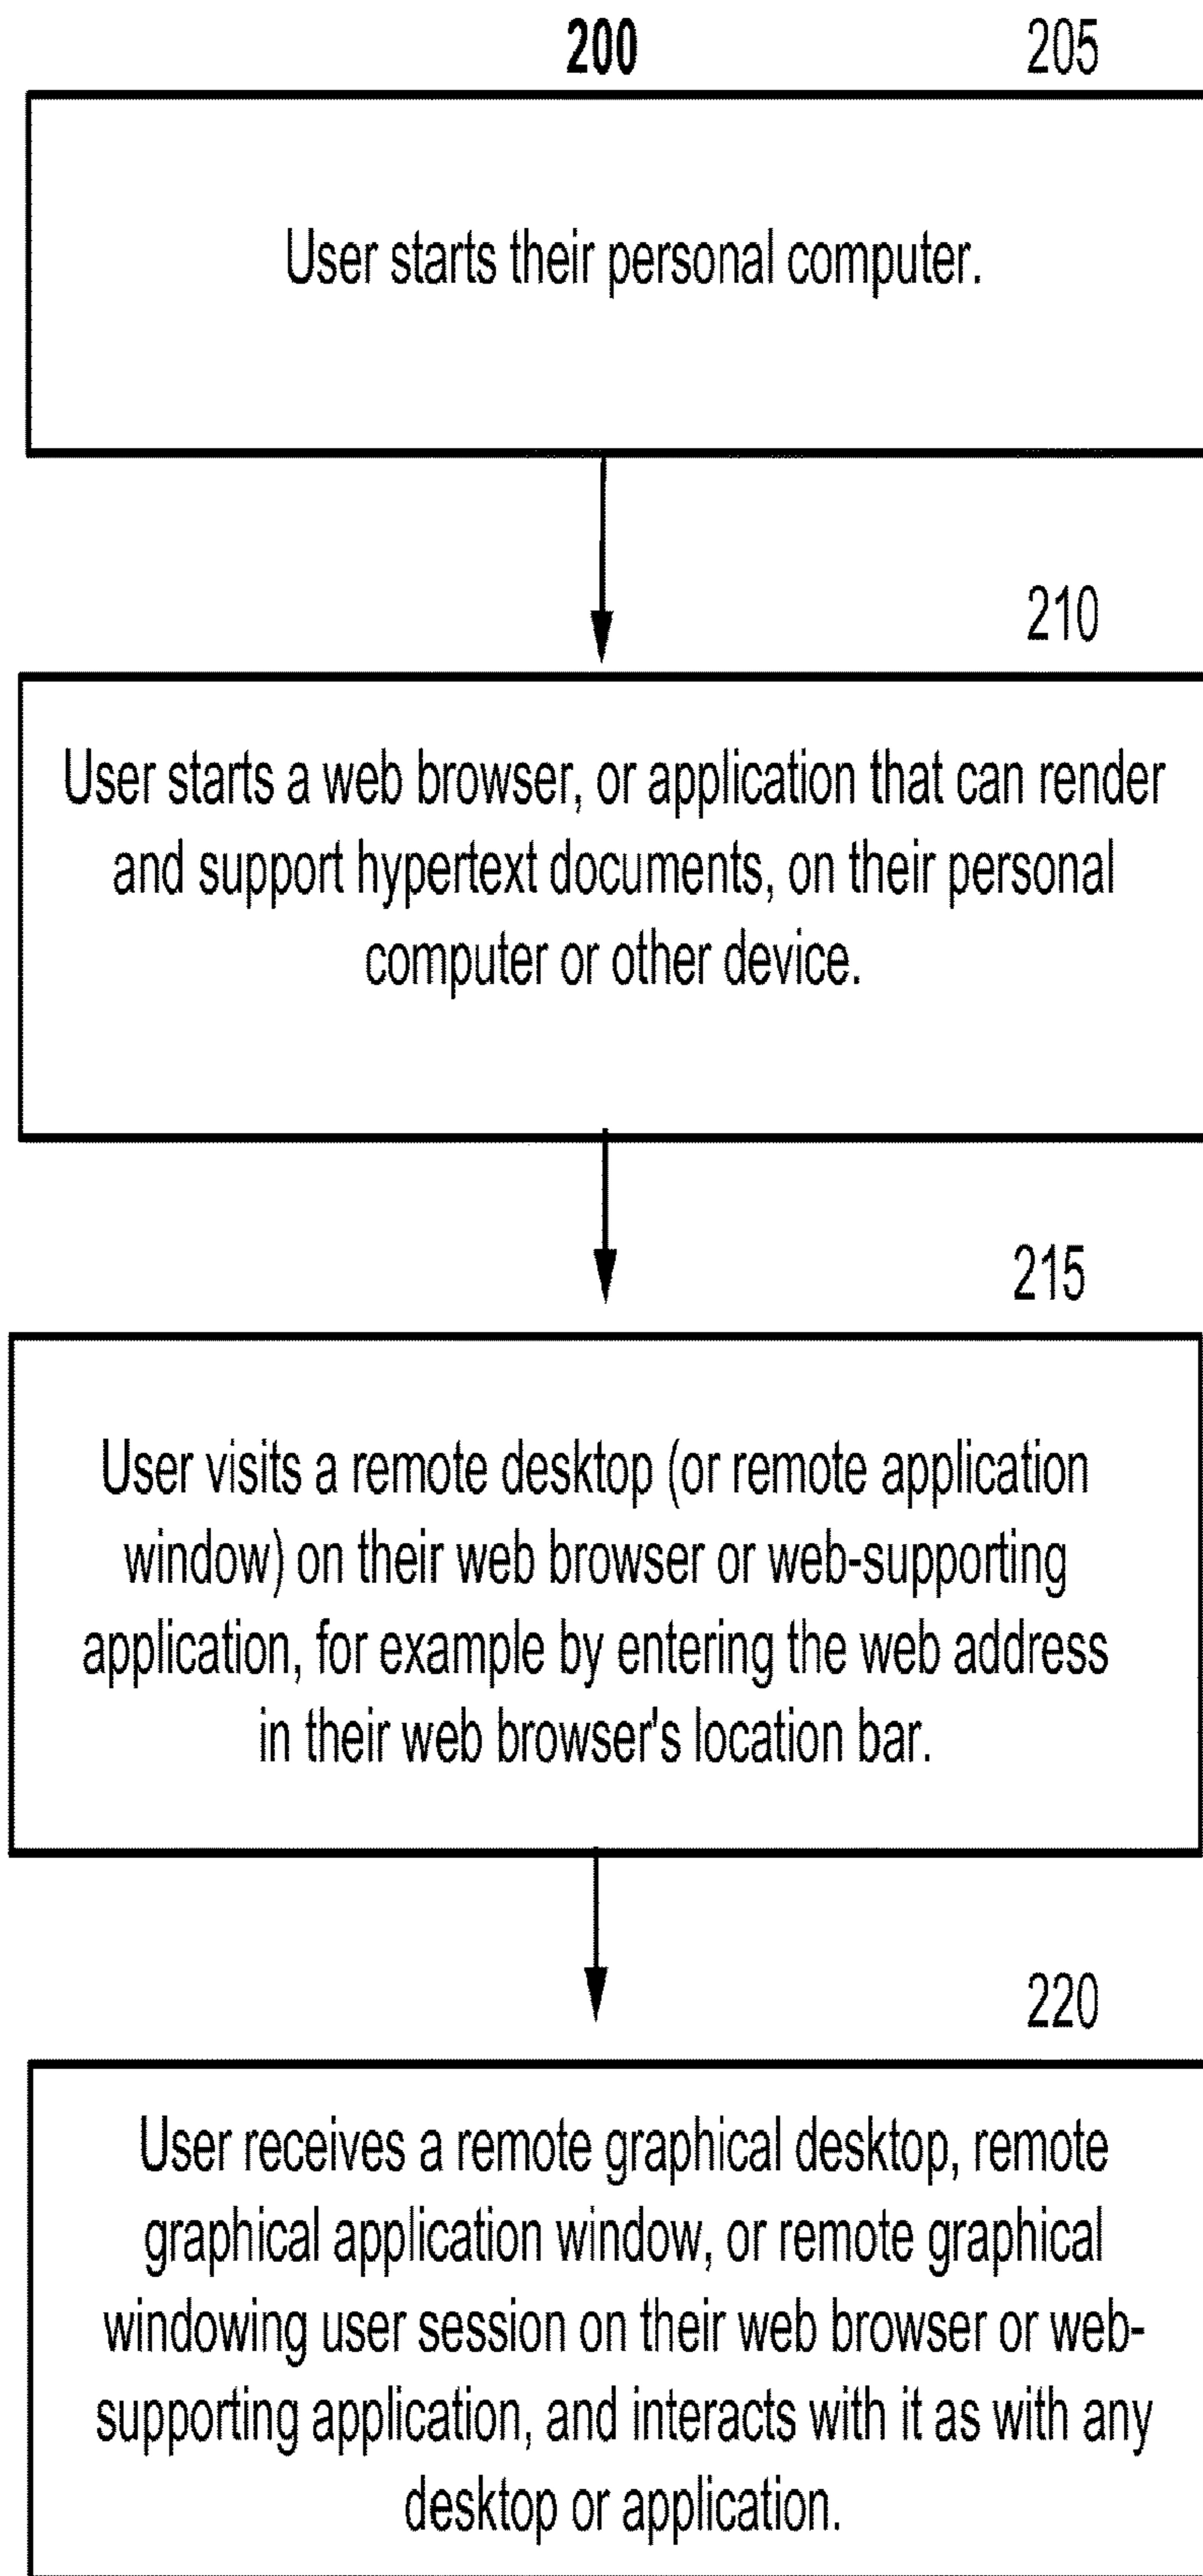 200
205
User starts their personal computer.
210
User starts a web browser, or application that can render
and support hypertext documents, on their personal
computer or other device.
215
User visits a remote desktop (or remote application
window) on their web browser or web-supporting
application, for example by entering the web address
in their web browser's location bar.
220
User receives a remote graphical desktop, remote
graphical application window, or remote graphical
windowing user session on their web browser or web-
supporting application, and interacts with it as with any
desktop or application.